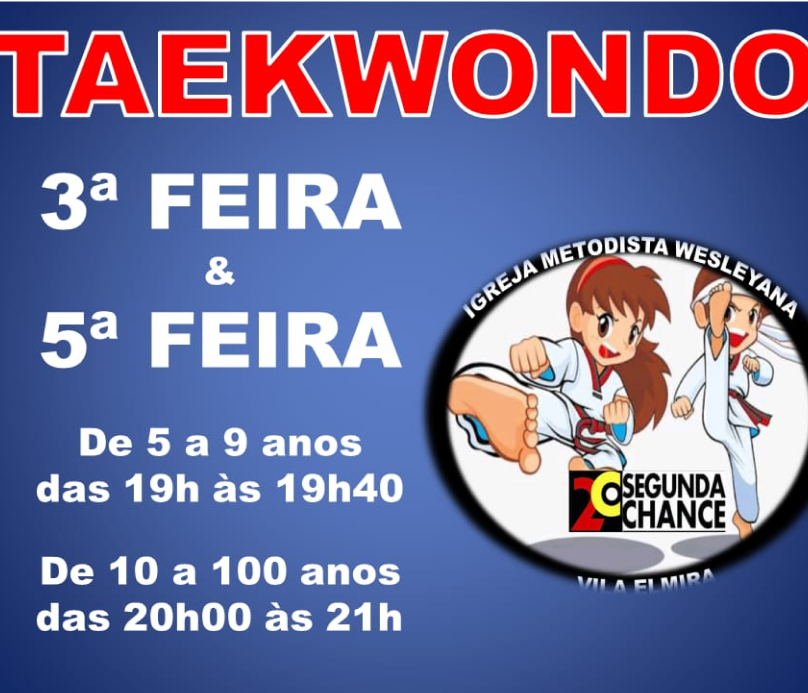 TAEKWONDO
3ª FEIRA
&
5ª FEIRA
De 5 a 9 anos
das 19h às 19h40
De 10 a 100 anos
das 20h00 às 21h
IGREJA METODISTA WESLEYANA
2C SEGUNDA
CHANCE
VILA ELMIRA